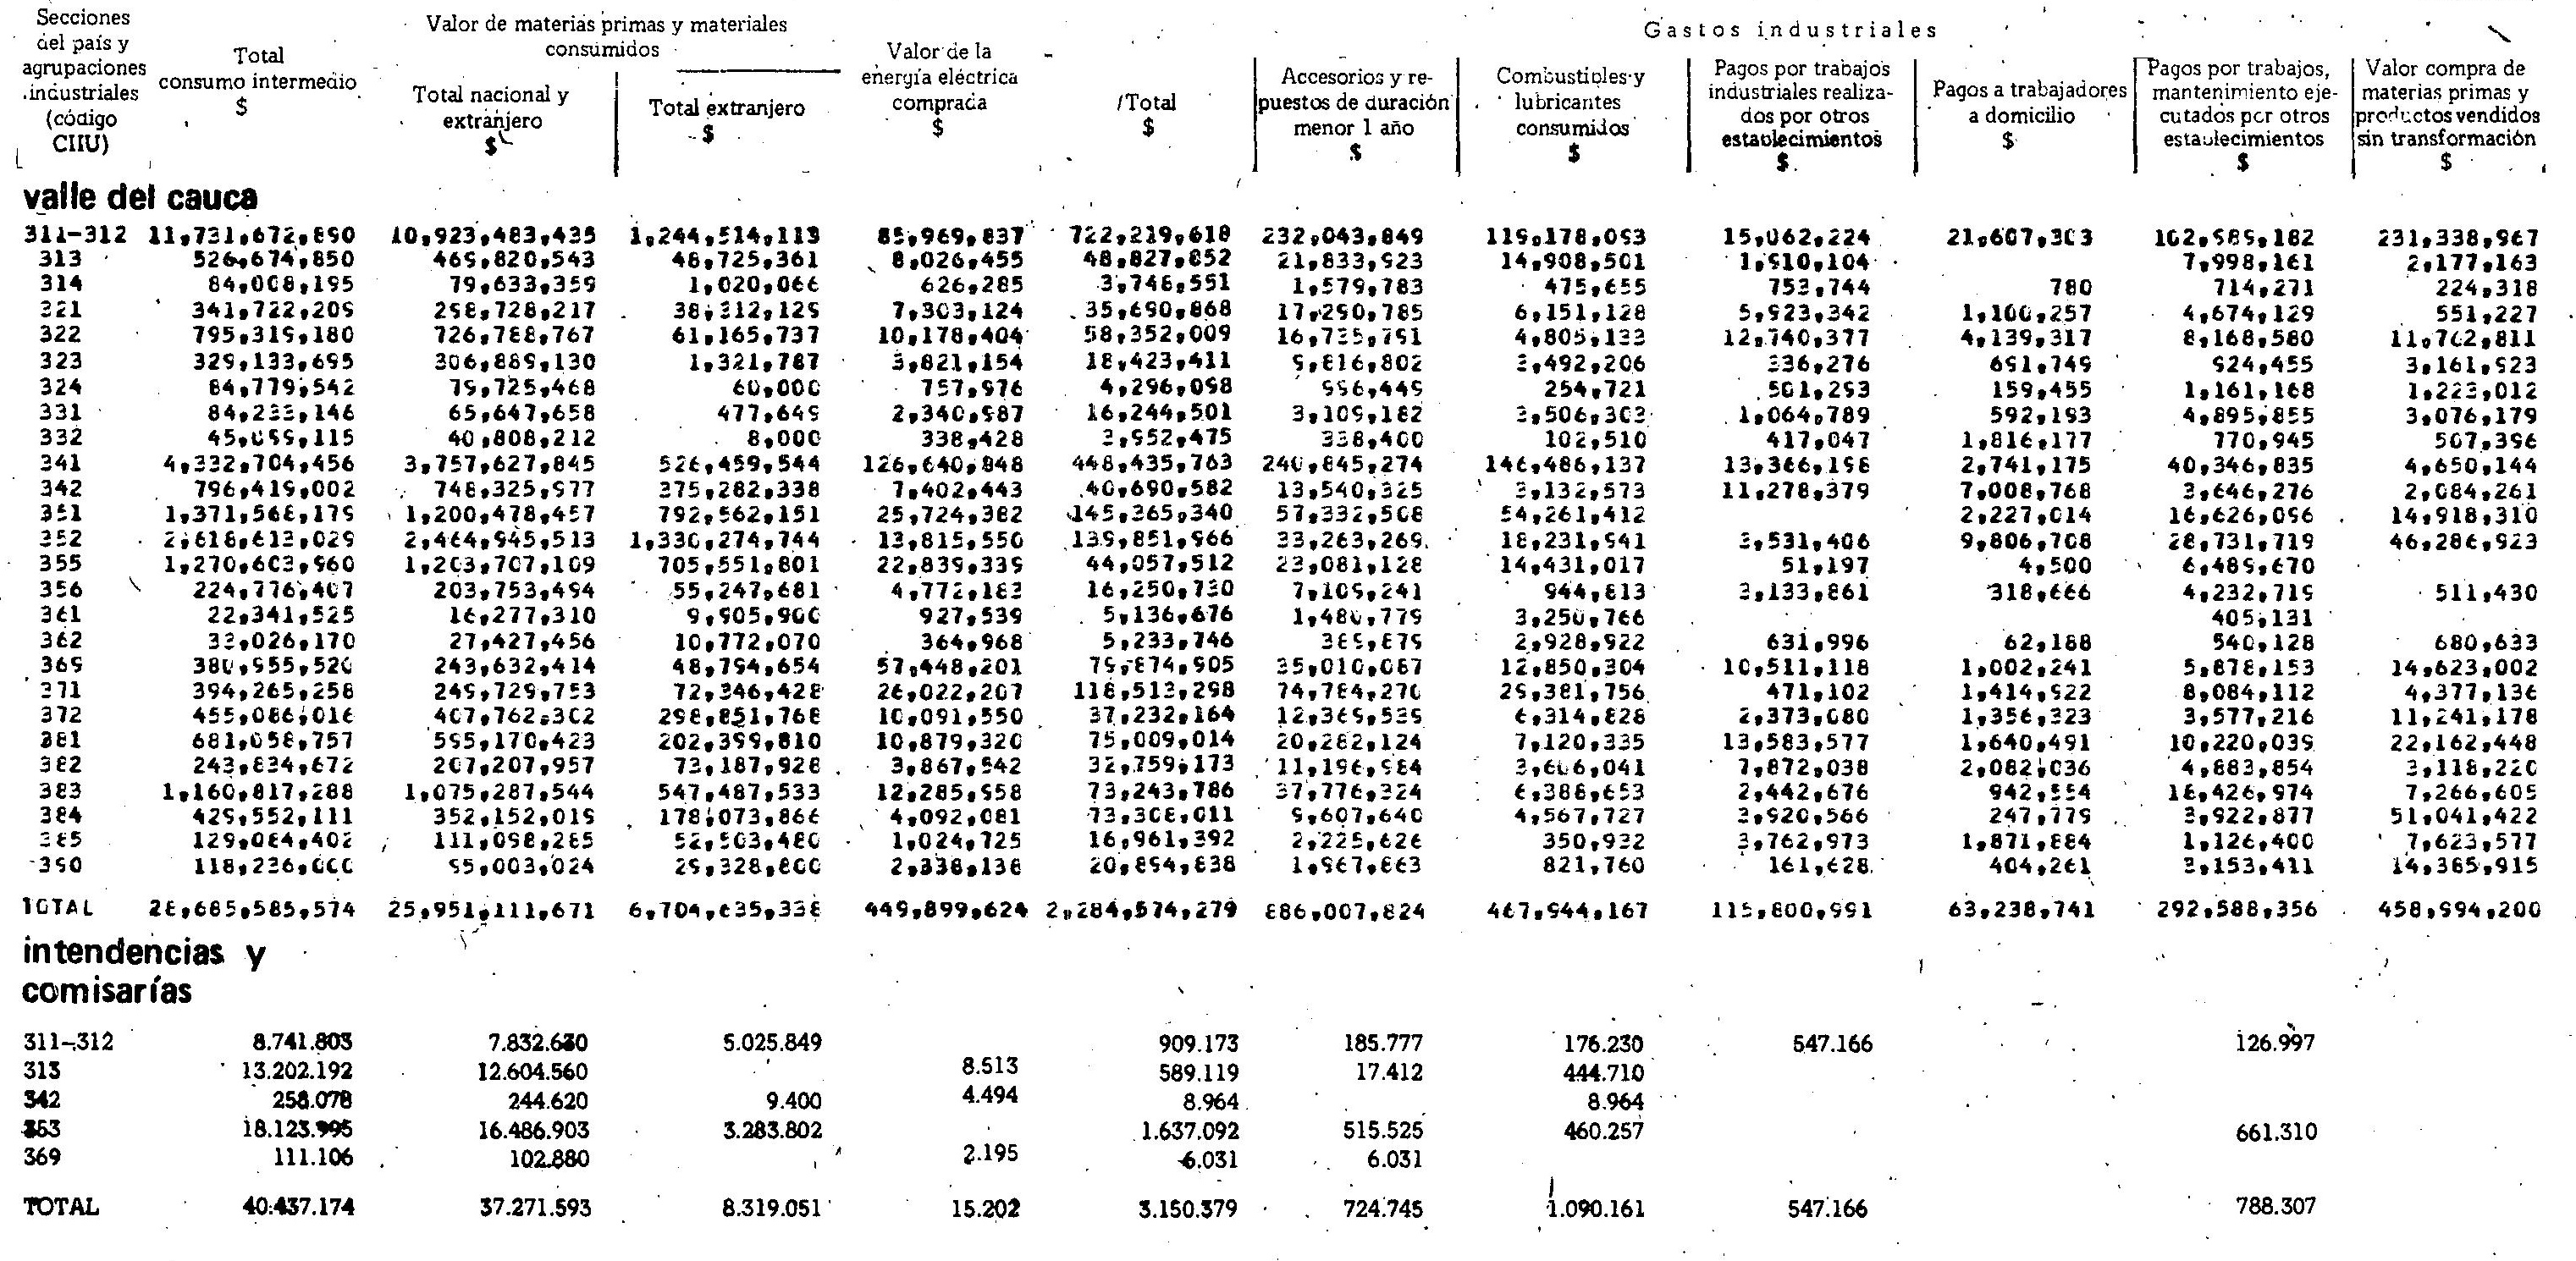 Secciones del país y agrupaciones industriales (código CIIU)
Total consumo intermedio $
Valor de materias primas y materiales consumidos
Total nacional y extranjero $
Total extranjero $
Valor de la energía eléctrica comprada $
Gastos industriales
Total $
Accesorios y re-puestos de duración menor 1 año $
Combustibles y lubricantes consumidos $
Pagos por trabajos industriales realiza-dos por otros establecimientos $
Pagos a trabajadores a domicilio $
Pagos por trabajos, mantenimiento eje-cutados por otros establecimientos $
Valor compra de materias primas y productos vendidos sin transformación $
valle del cauca
311-312 11,731,672,890 10,923,483,435 1,244,514,113 85,969,837 722,219,618 232,043,849 119,178,093 15,062,224 21,607,303 102,989,182 231,338,967
313 526,674,850 469,820,543 48,725,361 8,026,455 48,827,852 21,833,923 14,908,501 1,910,104 7,998,161 2,177,163
314 84,008,195 79,633,359 1,020,066 626,285 3,748,551 1,579,783 475,655 753,744 780 714,271 224,318
321 341,722,209 298,728,217 38,312,129 7,303,124 35,690,868 17,290,785 6,151,128 5,923,342 1,100,257 4,674,129 551,227
322 795,319,180 726,788,767 61,165,737 10,178,404 58,352,009 16,735,791 4,805,133 12,740,377 4,139,317 8,168,580 11,762,811
323 329,133,695 306,889,130 1,321,787 3,821,154 18,423,411 9,816,802 3,492,206 336,276 691,749 924,455 3,161,923
324 84,779,542 79,725,468 60,000 757,976 4,296,098 996,449 254,721 501,293 159,455 1,161,168 1,223,012
331 84,233,146 65,647,658 477,649 2,340,987 16,244,501 3,109,182 3,506,303 1,064,789 592,193 4,895,855 3,076,179
332 45,099,115 40,808,212 8,000 338,428 3,952,475 338,400 102,510 417,047 1,816,177 770,945 507,396
341 4,332,704,456 3,757,627,845 526,459,544 126,640,848 448,435,763 240,845,274 146,486,137 13,366,198 2,741,175 40,346,835 4,650,144
342 796,419,002 748,325,977 375,282,338 7,402,443 40,690,582 13,540,325 3,132,573 11,278,379 7,008,768 3,646,276 2,084,261
351 1,371,568,179 1,200,478,457 792,562,151 25,724,382 145,365,340 57,332,508 54,261,412 2,227,014 16,626,096 14,918,310
352 2,618,613,029 2,464,945,513 1,330,274,744 13,815,550 139,851,966 33,263,269 18,231,941 3,531,406 9,806,708 28,731,719 46,286,923
355 1,270,603,960 1,203,707,109 705,551,801 22,839,339 44,057,512 23,081,128 14,431,017 51,197 4,500 6,489,670
356 224,776,407 203,753,494 55,247,681 4,772,183 16,250,730 7,109,241 944,813 3,133,861 318,666 4,232,719 511,430
361 22,341,525 16,277,310 9,905,900 927,539 5,136,676 1,480,779 3,250,766 405,131
362 33,026,170 27,427,456 10,772,070 364,968 5,233,746 389,879 2,928,922 631,996 62,188 540,128 680,633
369 380,955,520 243,632,414 48,794,654 57,448,201 79,874,905 35,010,087 12,850,304 10,511,118 1,002,241 5,878,153 14,623,002
371 394,265,258 249,729,753 72,346,428 26,022,207 118,513,298 74,784,270 29,381,756 471,102 1,414,922 8,084,112 4,377,136
372 455,086,016 407,762,302 298,851,768 10,091,550 37,232,164 12,369,539 6,314,828 2,373,080 1,356,323 3,577,216 11,241,178
381 681,058,757 595,170,423 202,399,810 10,879,320 75,009,014 20,282,124 7,120,335 13,583,577 1,640,491 10,220,039 22,162,448
382 243,834,672 207,207,957 73,187,928 3,867,542 32,759,173 11,196,984 3,606,041 7,872,038 2,082,036 4,883,854 3,118,220
383 1,160,817,288 1,075,287,544 547,487,533 12,285,958 73,243,786 37,776,324 6,388,653 2,442,676 942,554 18,426,974 7,266,605
384 429,552,111 352,152,019 178,073,866 4,092,081 73,308,011 9,607,640 4,567,727 3,920,566 247,779 3,922,877 51,041,422
385 129,084,402 111,098,285 52,503,480 1,024,725 16,961,392 2,225,626 350,932 3,762,973 1,871,884 1,126,400 7,623,577
390 118,236,000 95,003,024 29,328,800 2,338,138 20,894,838 1,967,863 821,760 161,628 404,261 3,153,411 14,385,915
TOTAL 28,685,585,574 25,951,111,671 6,704,635,338 449,899,624 2,284,574,279 886,007,824 467,944,167 115,800,991 63,238,741 292,588,356 458,994,200
intendencias y
comisarías
311-312 8.741.803 7.832.630 5.025.849 909.173 185.777 176.230 547.166 126.997
313 13.202.192 12.604.560 8.513 589.119 17.412 444.710
342 258.078 244.620 9.400 4.494 8.964 8.964
353 18.123.995 16.486.903 3.283.802 1.637.092 515.525 460.257 661.310
369 111.106 102.880 2.195 6.031 6.031
TOTAL 40.437.174 37.271.593 8.319.051 15.202 3.150.379 724.745 1.090.161 547.166 788.307